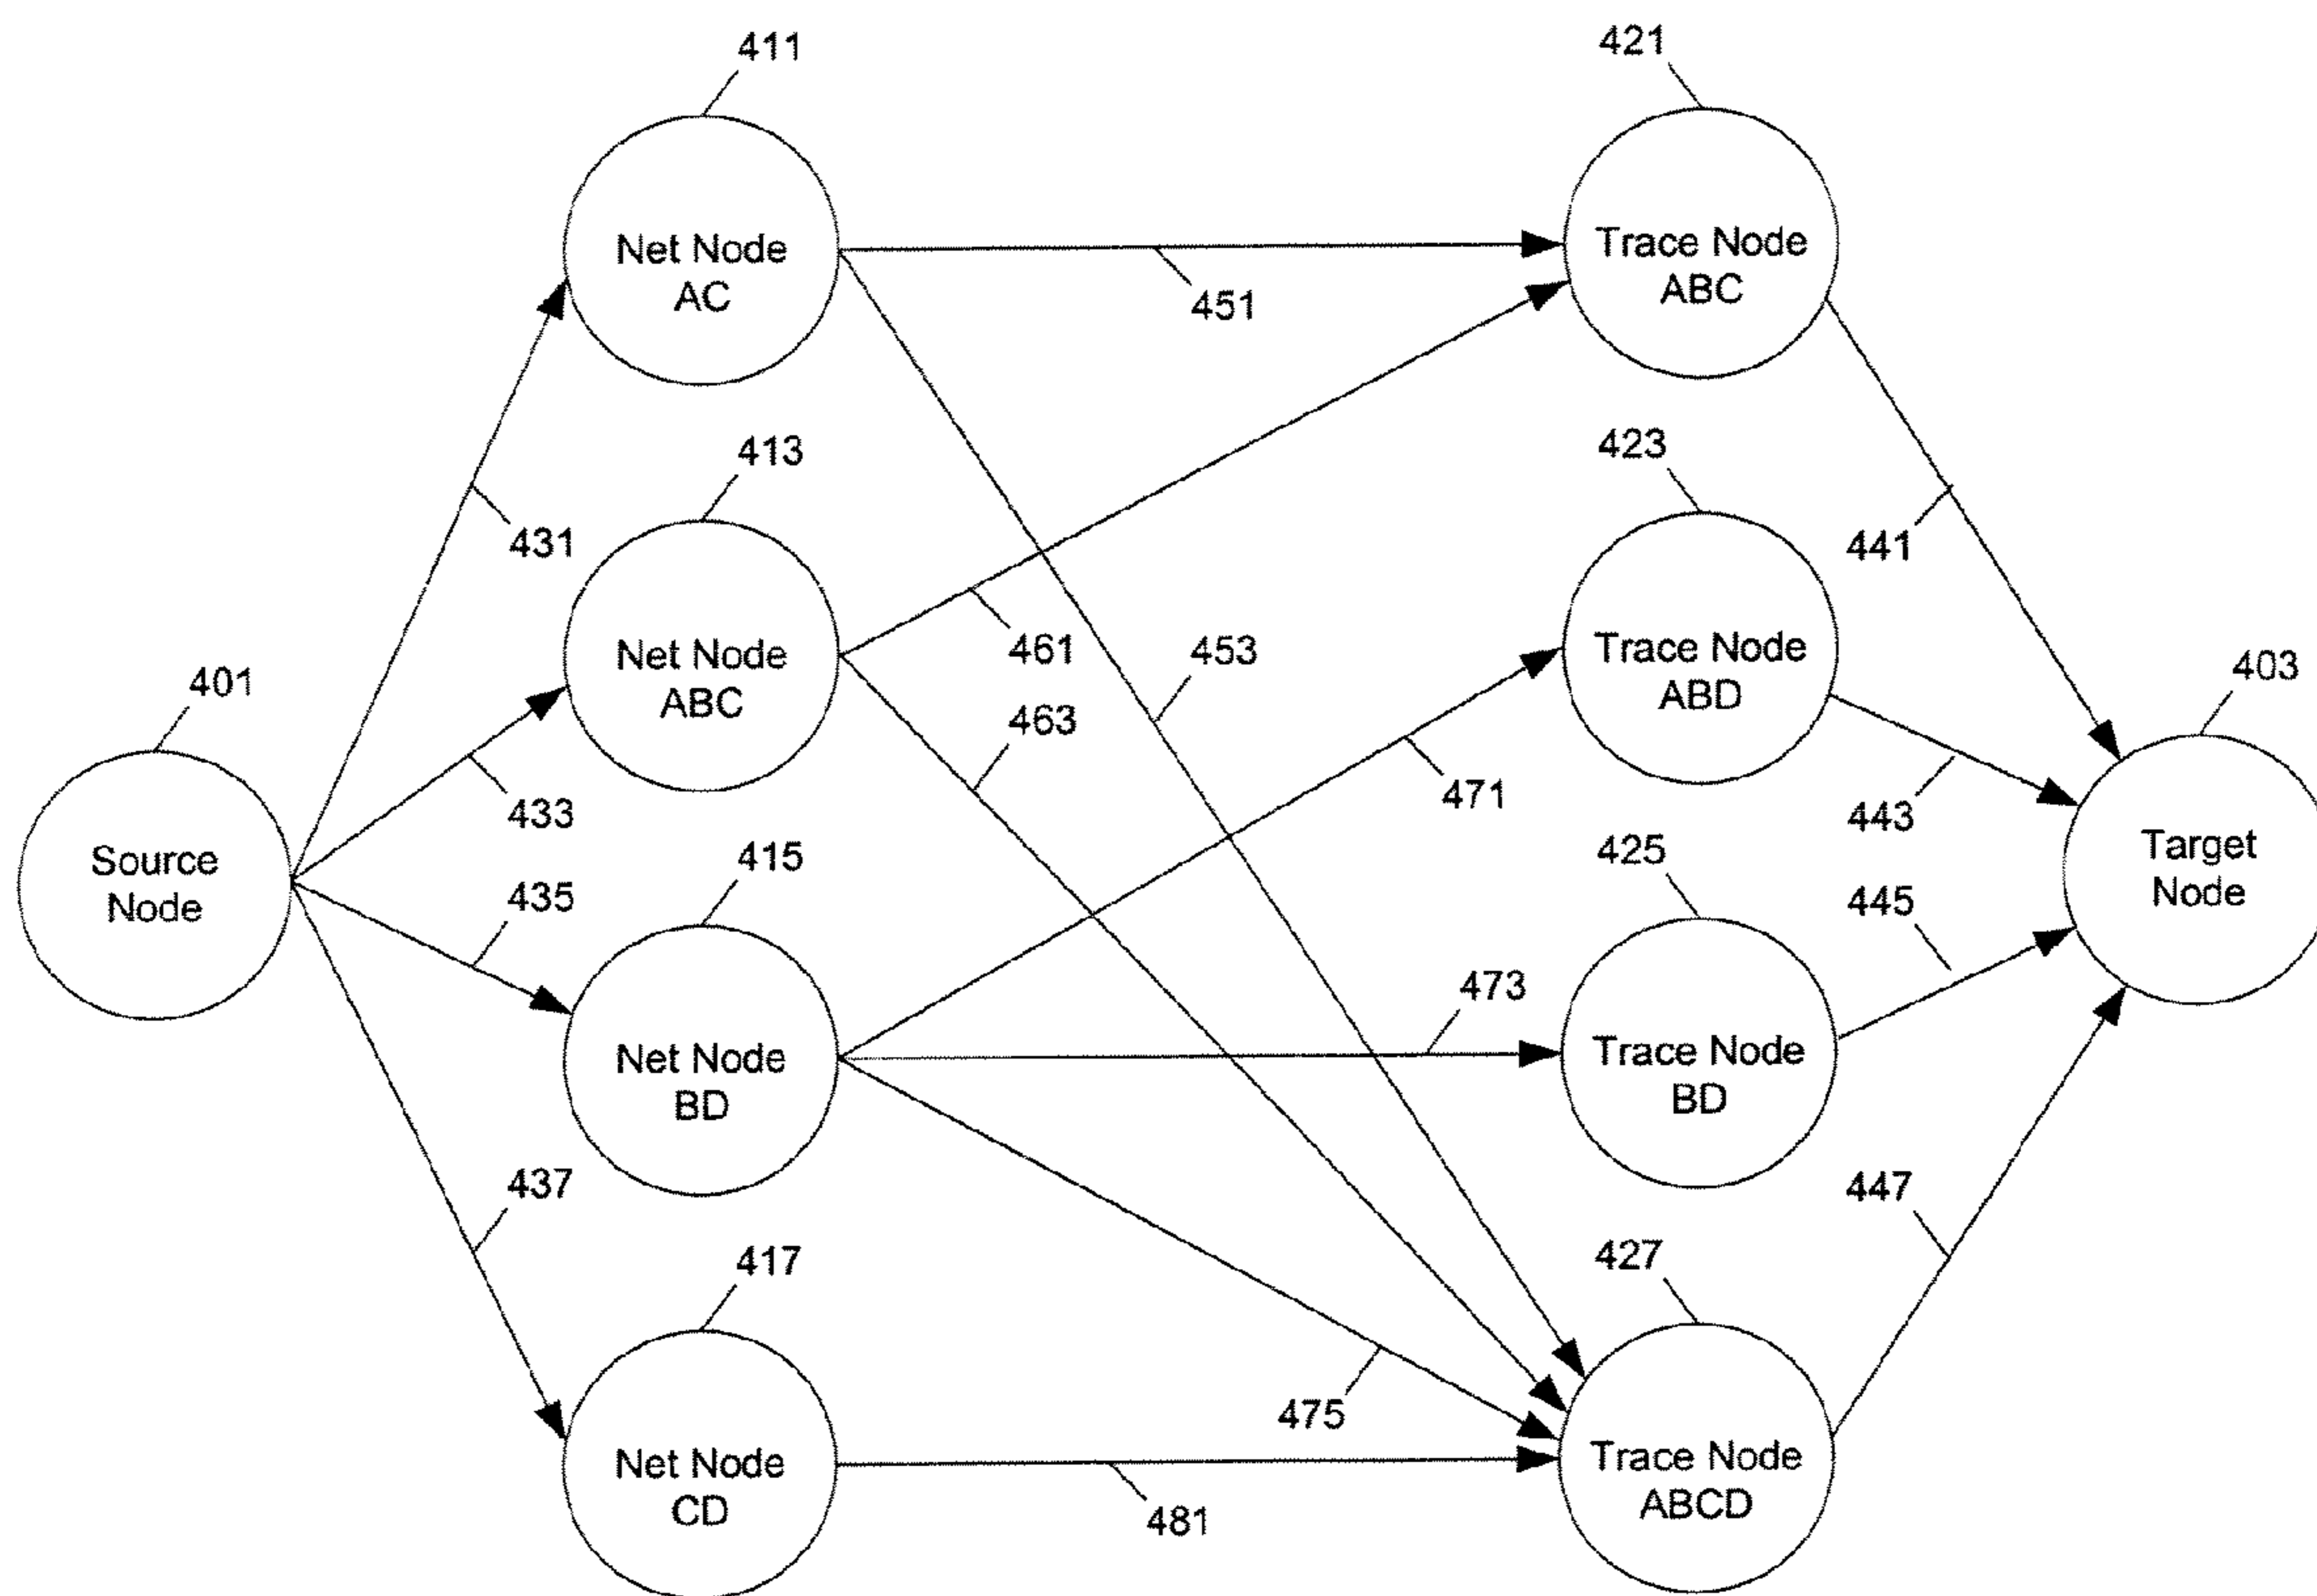 411
421
Net Node
AC
Trace Node
ABC
451
431
413
423
441
Net Node
ABC
461
453
Trace Node
ABD
401
403
463
433
471
443
Source
Node
435
415
425
445
Target
Node
473
Net Node
BD
Trace Node
BD
437
447
417
427
475
Net Node
CD
481
Trace Node
ABCD